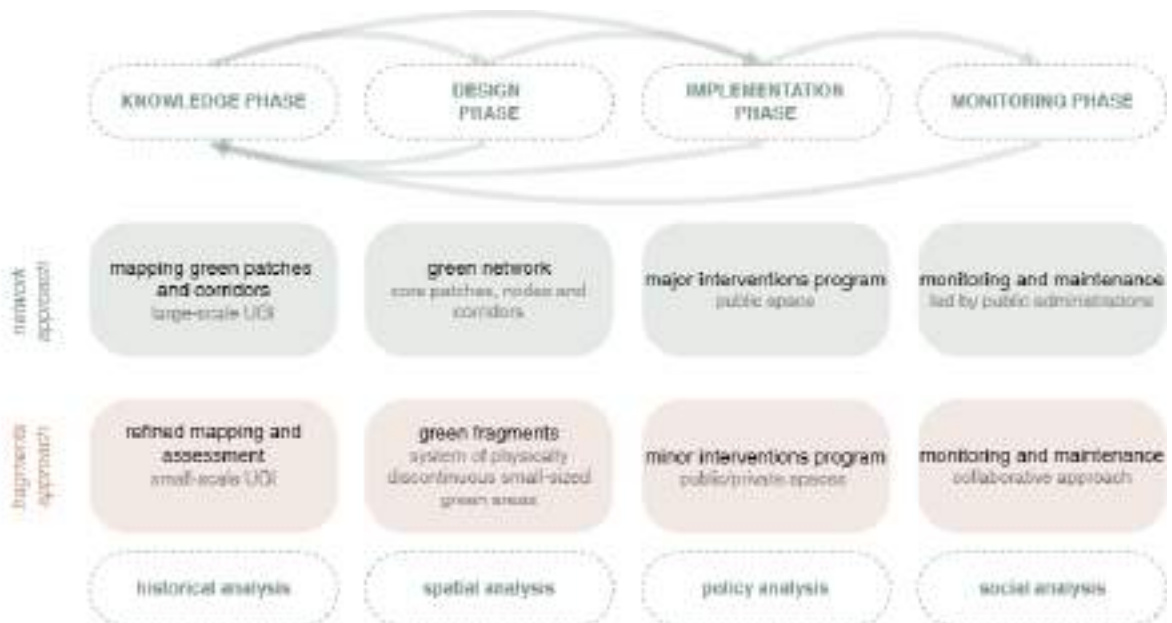 KNOWLEDGE PHASE
DESIGN
PHASE
IMPLEMENTATION
PHASE
MONITORING PHASE
network
approach
mapping green patches
and corridors
large-scale UGI
green network
core patches, nodes and
corridors
major interventions program
public space
monitoring and maintenance
led by public administrations
fragments
approach
refined mapping and
assessment
small-scale UGI
green fragments
system of physically
discontinuous small-sized
green areas
minor interventions program
public/private spaces
monitoring and maintenance
collaborative approach
historical analysis
spatial analysis
policy analysis
social analysis